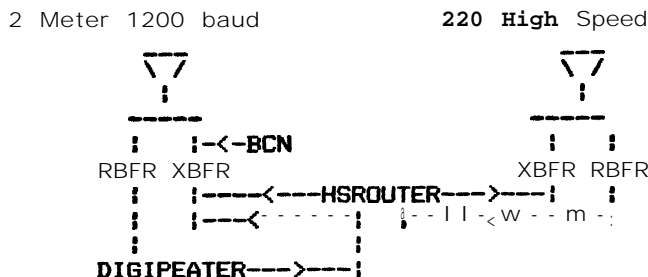 2 Meter 1200 baud 220 High Speed
BCN
RBFR XBFR XBFR RBFR
HSROUTER
DIGIPEATER